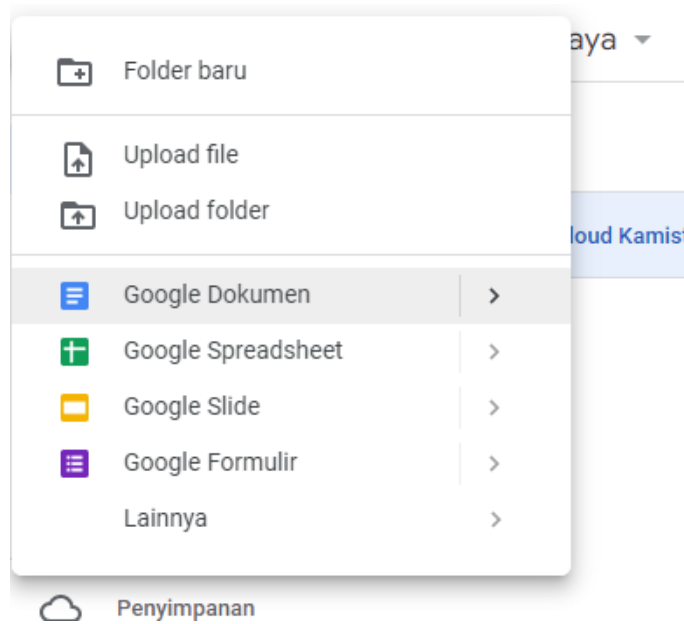 aya
Folder baru
Upload file
Upload folder
loud Kamis
Google Dokumen
Google Spreadsheet
Google Slide
Google Formulir
Lainnya
Penyimpanan